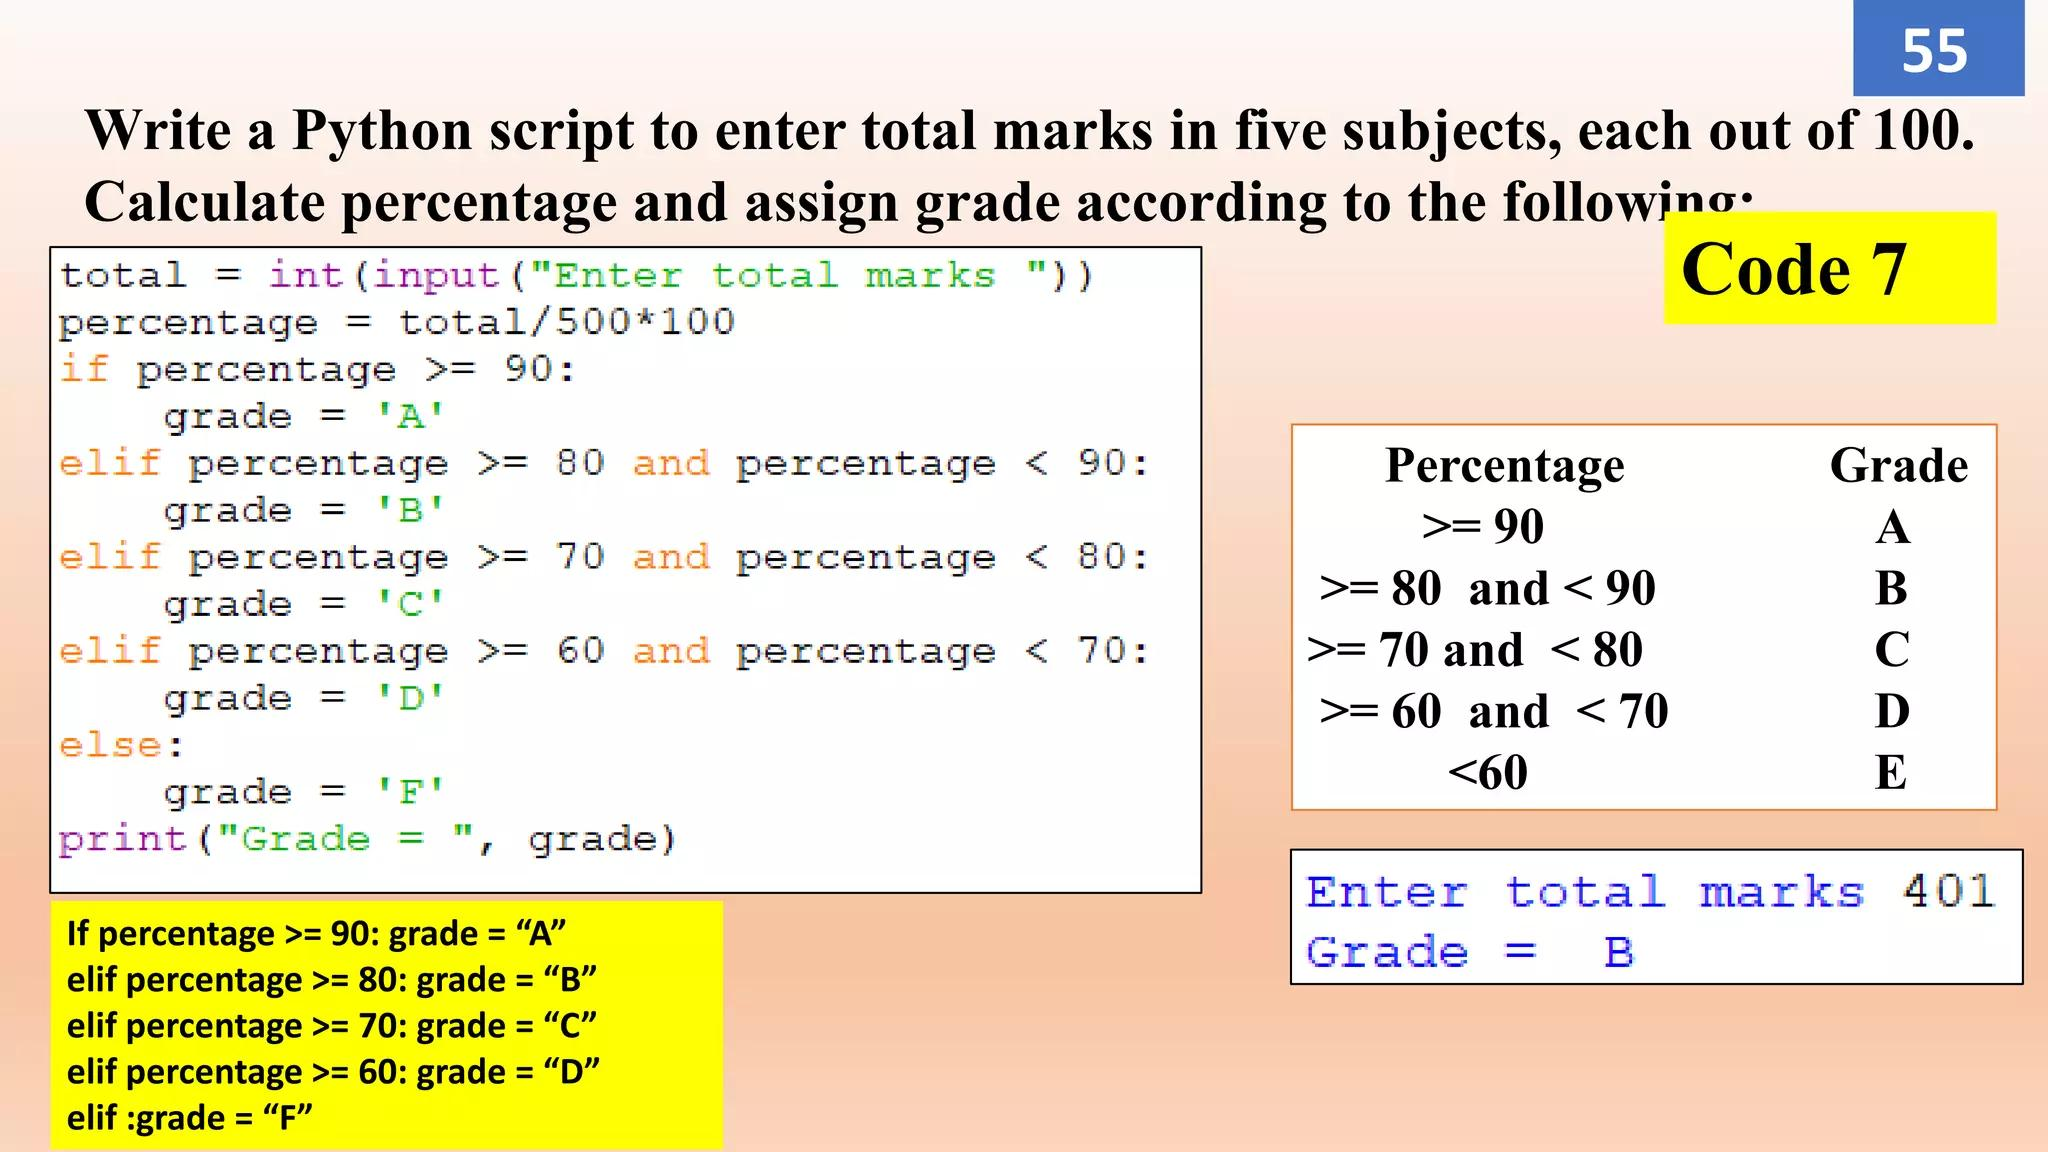 55
Write a Python script to enter total marks in five subjects, each out of 100.
Calculate percentage and assign grade according to the following:
Code 7
total = int(input("Enter total marks "))
percentage = total/500*100
if percentage >= 90:
    grade = 'A'
elif percentage >= 80 and percentage < 90:
    grade = 'B'
elif percentage >= 70 and percentage < 80:
    grade = 'C'
elif percentage >= 60 and percentage < 70:
    grade = 'D'
else:
    grade = 'F'
print("Grade = ", grade)
Percentage Grade
>= 90 A
>= 80 and < 90 B
>= 70 and < 80 C
>= 60 and < 70 D
<60 E
Enter total marks 401
Grade =  B
If percentage >= 90: grade = “A”
elif percentage >= 80: grade = “B”
elif percentage >= 70: grade = “C”
elif percentage >= 60: grade = “D”
elif :grade = “F”